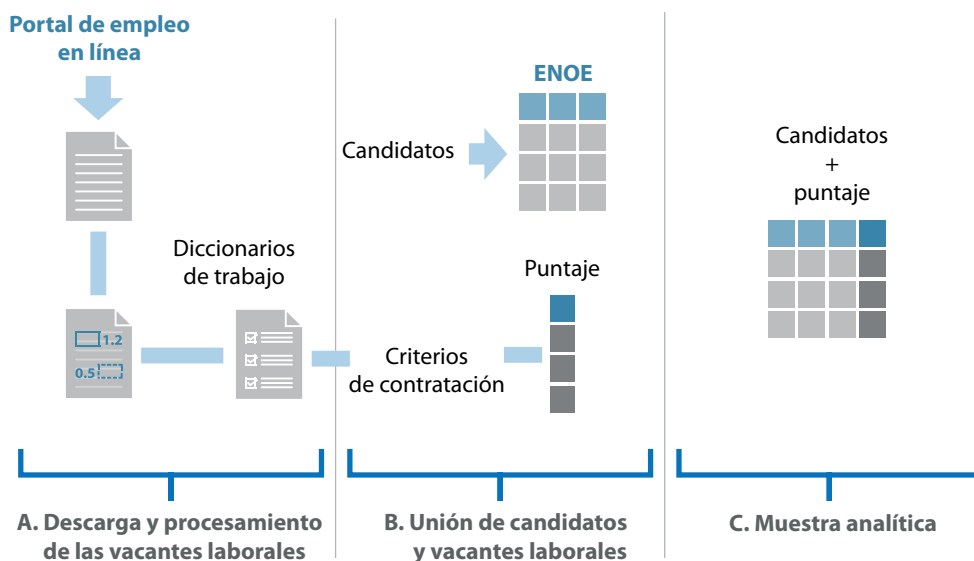 Portal de empleo
en línea
Diccionarios
de trabajo
1.2
0.5
A. Descarga y procesamiento
de las vacantes laborales
ENOE
Candidatos
Puntaje
Criterios
de contratación
B. Unión de candidatos
y vacantes laborales
Candidatos
+
puntaje
C. Muestra analítica